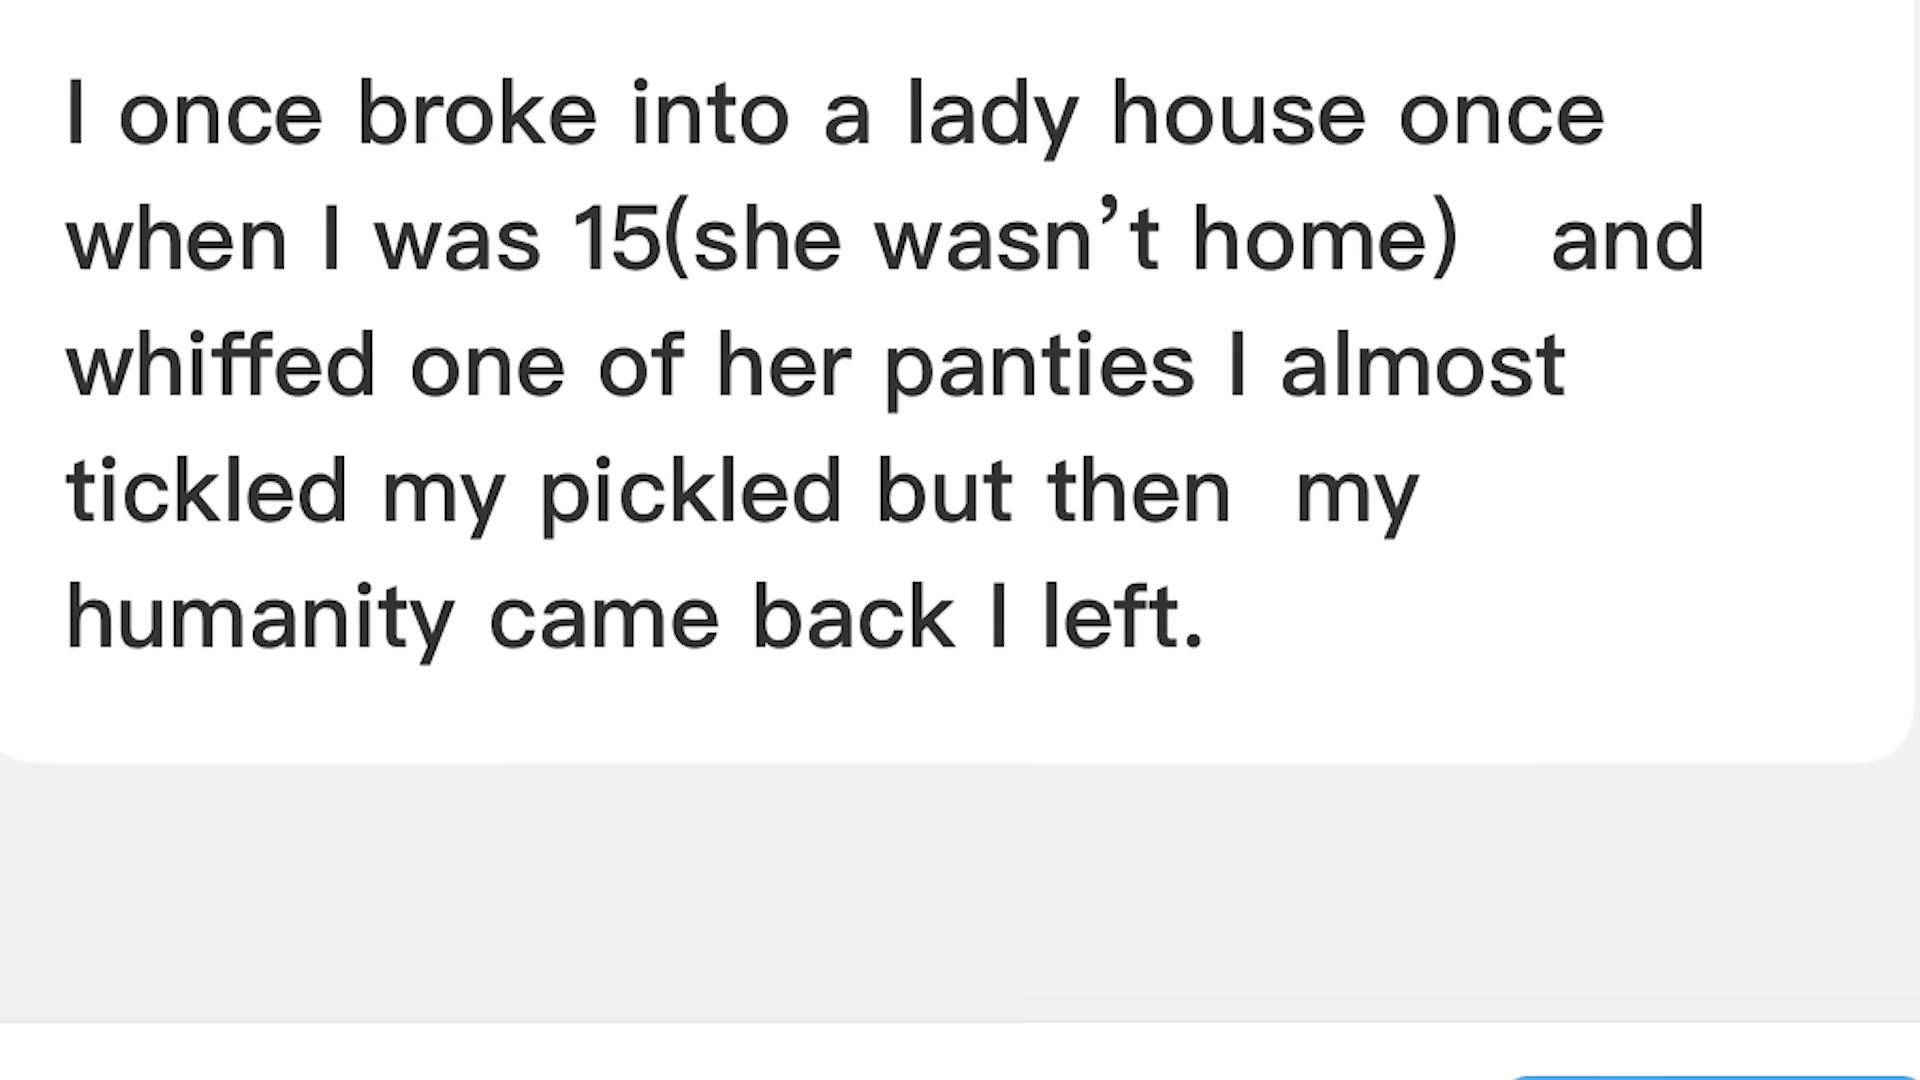 I once broke into a lady house once
when I was 15(she wasn’t home)   and
whiffed one of her panties I almost
tickled my pickled but then  my
humanity came back I left.